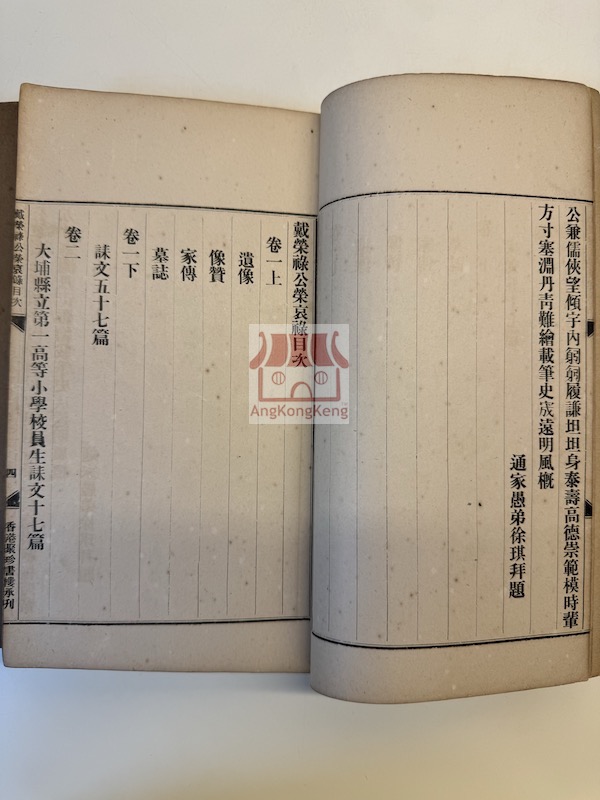 公兼儒俠望傾宇內躬躬履謙坦坦身泰壽高德崇範模時輩
方寸塞淵丹青難繪載筆史宬遠明風概
通家愚弟徐琪拜題
戴榮祿公榮哀錄目次
卷一上
遺像
像贊
家傳
墓誌
卷一下
誄文五十七篇
卷二
大埔縣立第一高等小學校員生誄文十七篇
戴榮祿公榮哀錄目次
四
香港聚珍書樓承刊
AngKongKeng